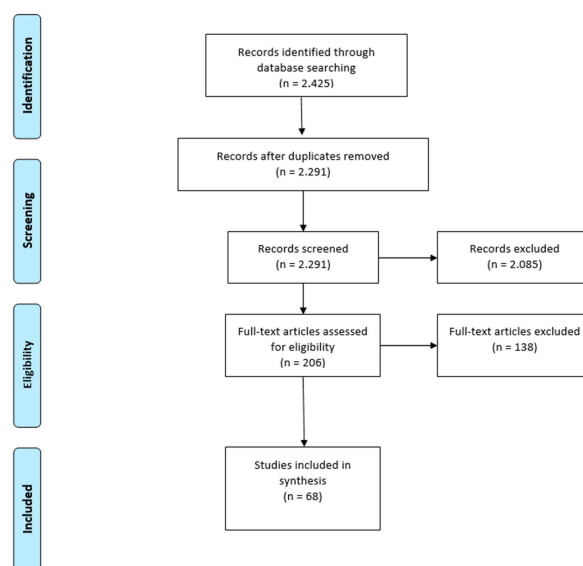 Identification
Records identified through
database searching
(n = 2.425)
Records after duplicates removed
(n = 2.291)
Screening
Records screened
(n = 2.291)
Records excluded
(n = 2.085)
Eligibility
Full-text articles assessed
for eligibility
(n = 206)
Full-text articles excluded
(n = 138)
Included
Studies included in
synthesis
(n = 68)